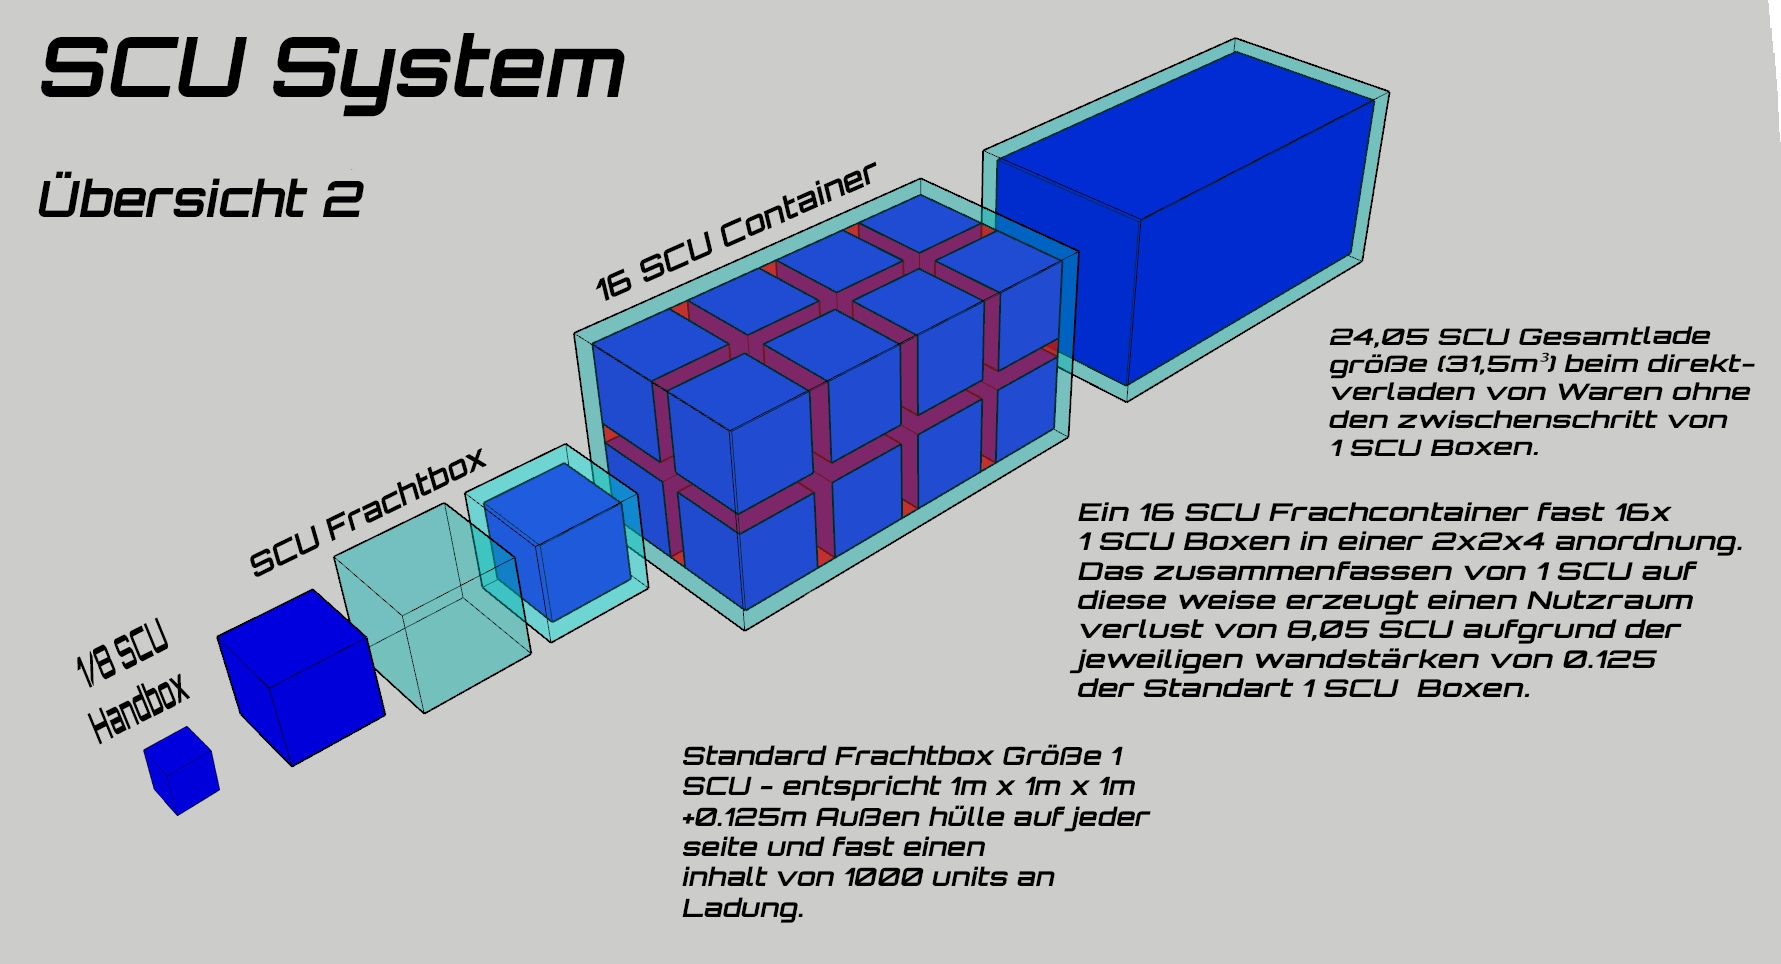 SCU System
Übersicht 2
16 SCU Container
SCU Frachtbox
1/8 SCU
Handbox
24,05 SCU Gesamtlade
größe (31,5m³) beim direkt-
verladen von Waren ohne
den zwischenschritt von
1 SCU Boxen.
Ein 16 SCU Frachcontainer fast 16x
1 SCU Boxen in einer 2x2x4 anordnung.
Das zusammenfassen von 1 SCU auf
diese weise erzeugt einen Nutzraum
verlust von 8,05 SCU aufgrund der
jeweiligen wandstärken von 0.125
der Standart 1 SCU Boxen.
Standard Frachtbox Größe 1
SCU - entspricht 1m x 1m x 1m
+0.125m Außen hülle auf jeder
seite und fast einen
inhalt von 1000 units an
Ladung.